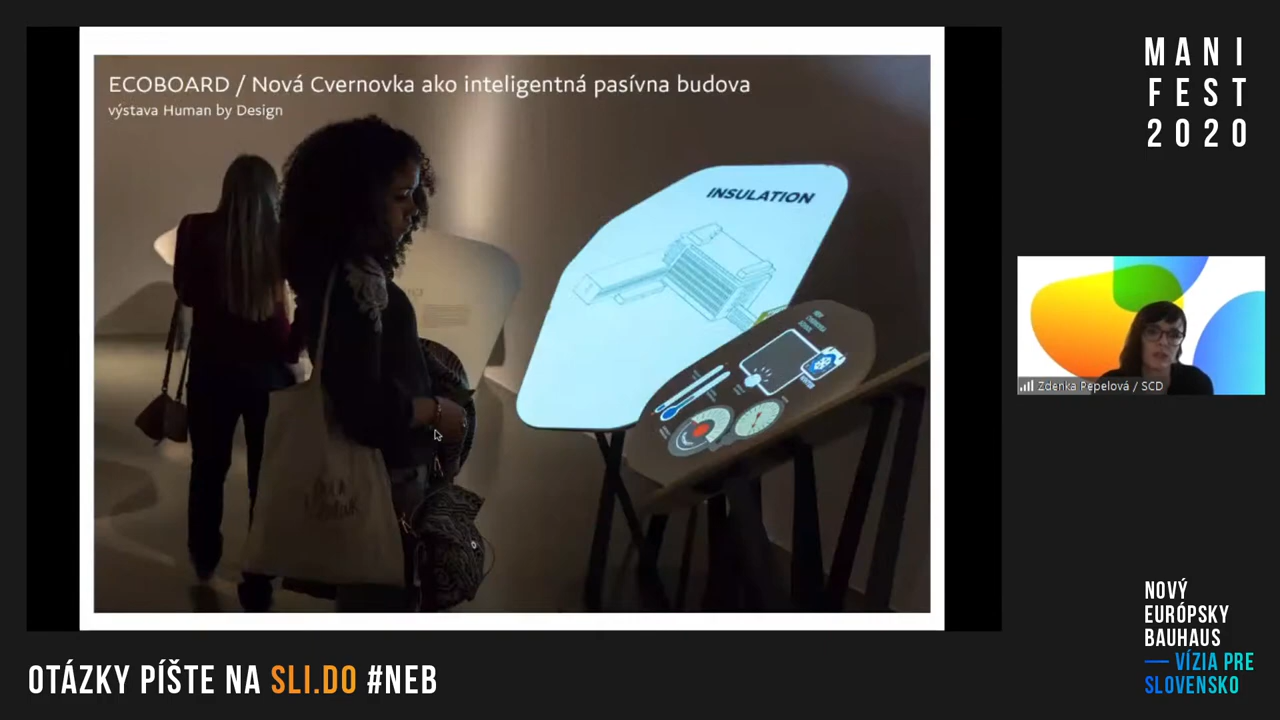 ECOBOARD / Nová Cvernovka ako inteligentná pasívna budova
výstava Human by Design
INSULATION
MANI
FEST
2020
Zdenka Pepelová / SCD
NOVÝ
EURÓPSKY
BAUHAUS
— VÍZIA PRE
SLOVENSKO
OTÁZKY PÍŠTE NA SLI.DO #NEB